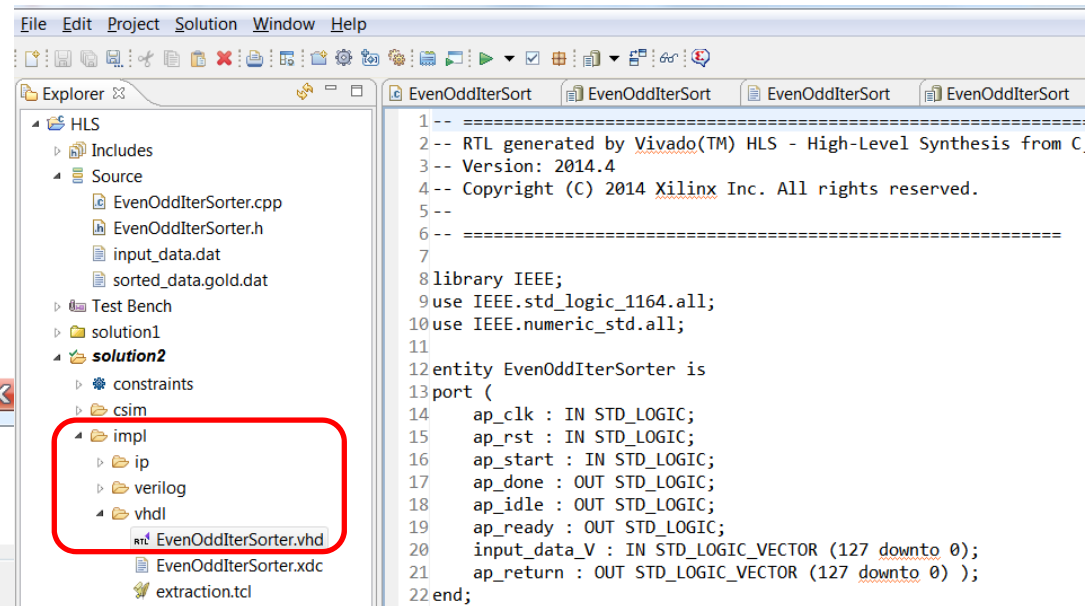 File Edit Project Solution Window Help
Explorer
HLS
Includes
Source
EvenOddIterSorter.cpp
EvenOddIterSorter.h
input_data.dat
sorted_data.gold.dat
Test Bench
solution1
solution2
constraints
csim
impl
ip
verilog
vhdl
EvenOddIterSorter.vhd
EvenOddIterSorter.xdc
extraction.tcl
EvenOddIterSort EvenOddIterSort EvenOddIterSort EvenOddIterSort
1 -- ==============================================================
2 -- RTL generated by Vivado(TM) HLS - High-Level Synthesis from C,
3 -- Version: 2014.4
4 -- Copyright (C) 2014 Xilinx Inc. All rights reserved.
5 --
6 -- ===========================================================
7
8 library IEEE;
9 use IEEE.std_logic_1164.all;
10 use IEEE.numeric_std.all;
11
12 entity EvenOddIterSorter is
13 port (
14 ap_clk : IN STD_LOGIC;
15 ap_rst : IN STD_LOGIC;
16 ap_start : IN STD_LOGIC;
17 ap_done : OUT STD_LOGIC;
18 ap_idle : OUT STD_LOGIC;
19 ap_ready : OUT STD_LOGIC;
20 input_data_V : IN STD_LOGIC_VECTOR (127 downto 0);
21 ap_return : OUT STD_LOGIC_VECTOR (127 downto 0) );
22 end;